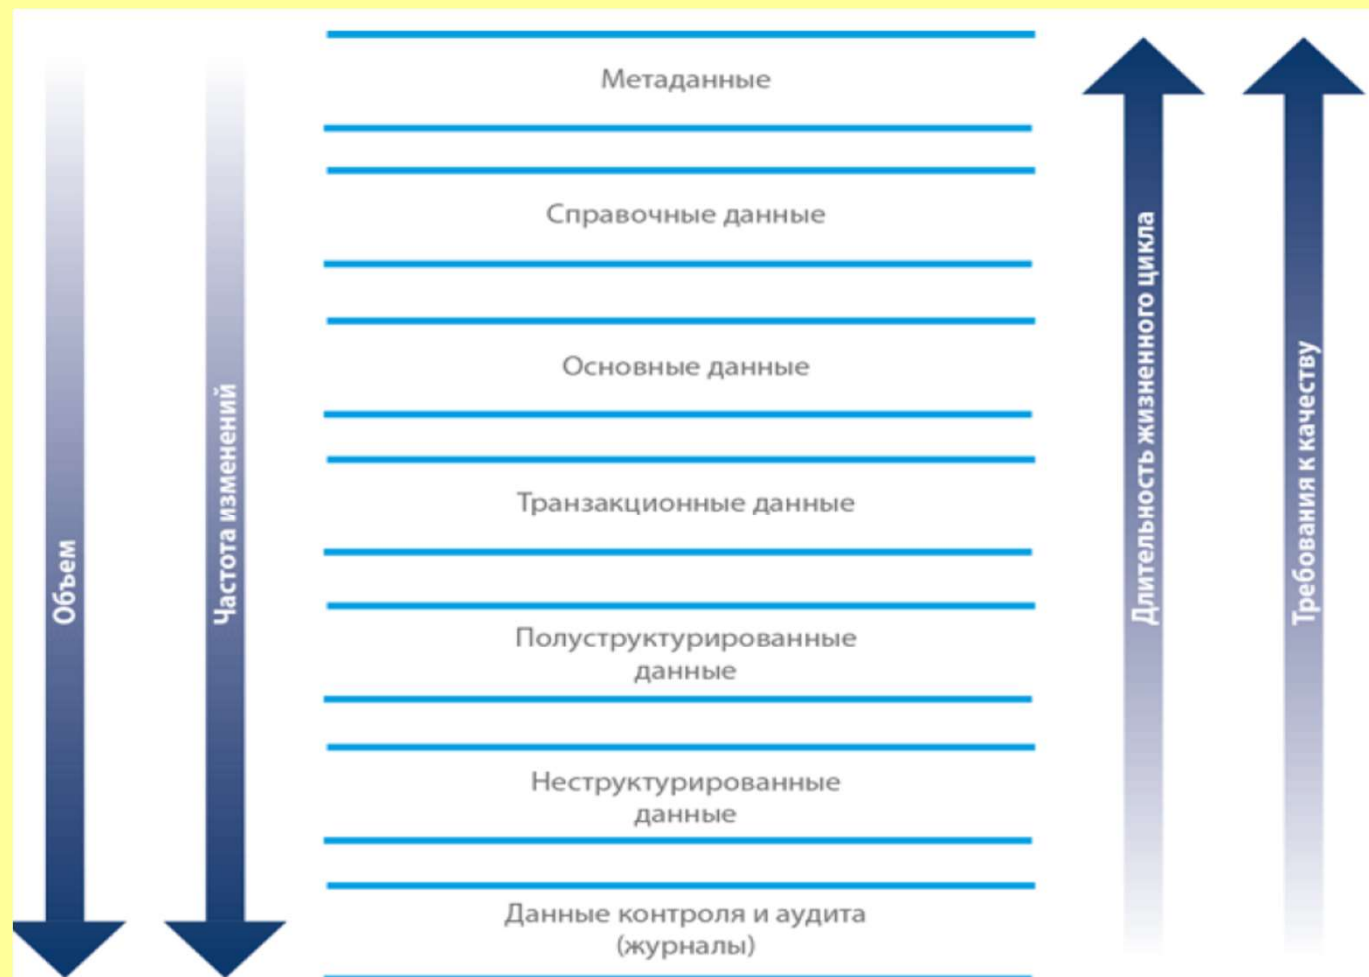 Метаданные
Справочные данные
Основные данные
Транзакционные данные
Полуструктурированные
данные
Неструктурированные
данные
Данные контроля и аудита
(журналы)
Объем
Частота изменений
Длительность жизненного цикла
Требования к качеству